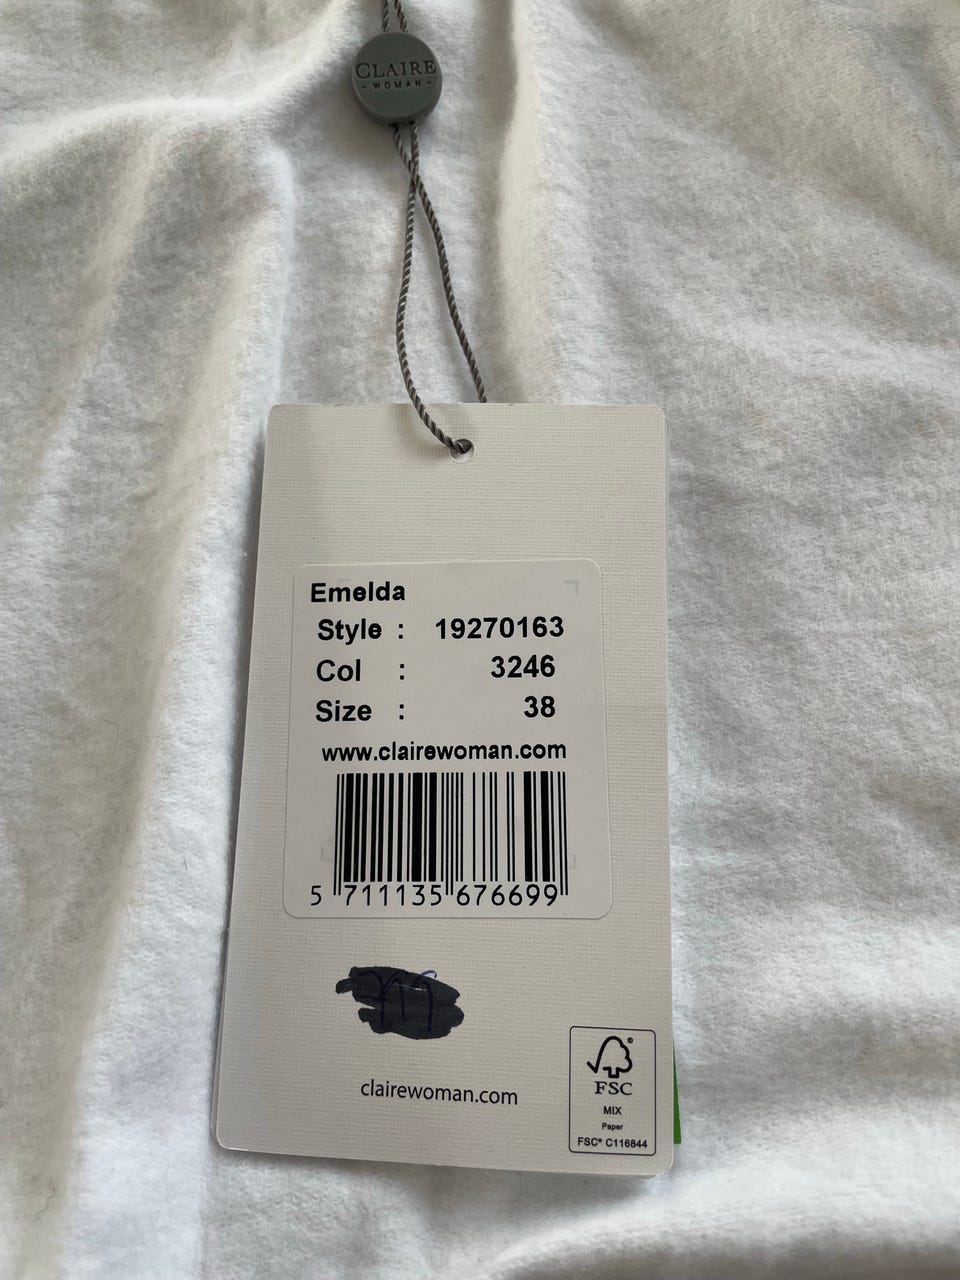 CLAIRE
- WOMAN -
Emelda
Style : 19270163
Col : 3246
Size : 38
www.clairewoman.com
5 711135 676699
clairewoman.com
FSC
MIX
Paper
FSC® C116844